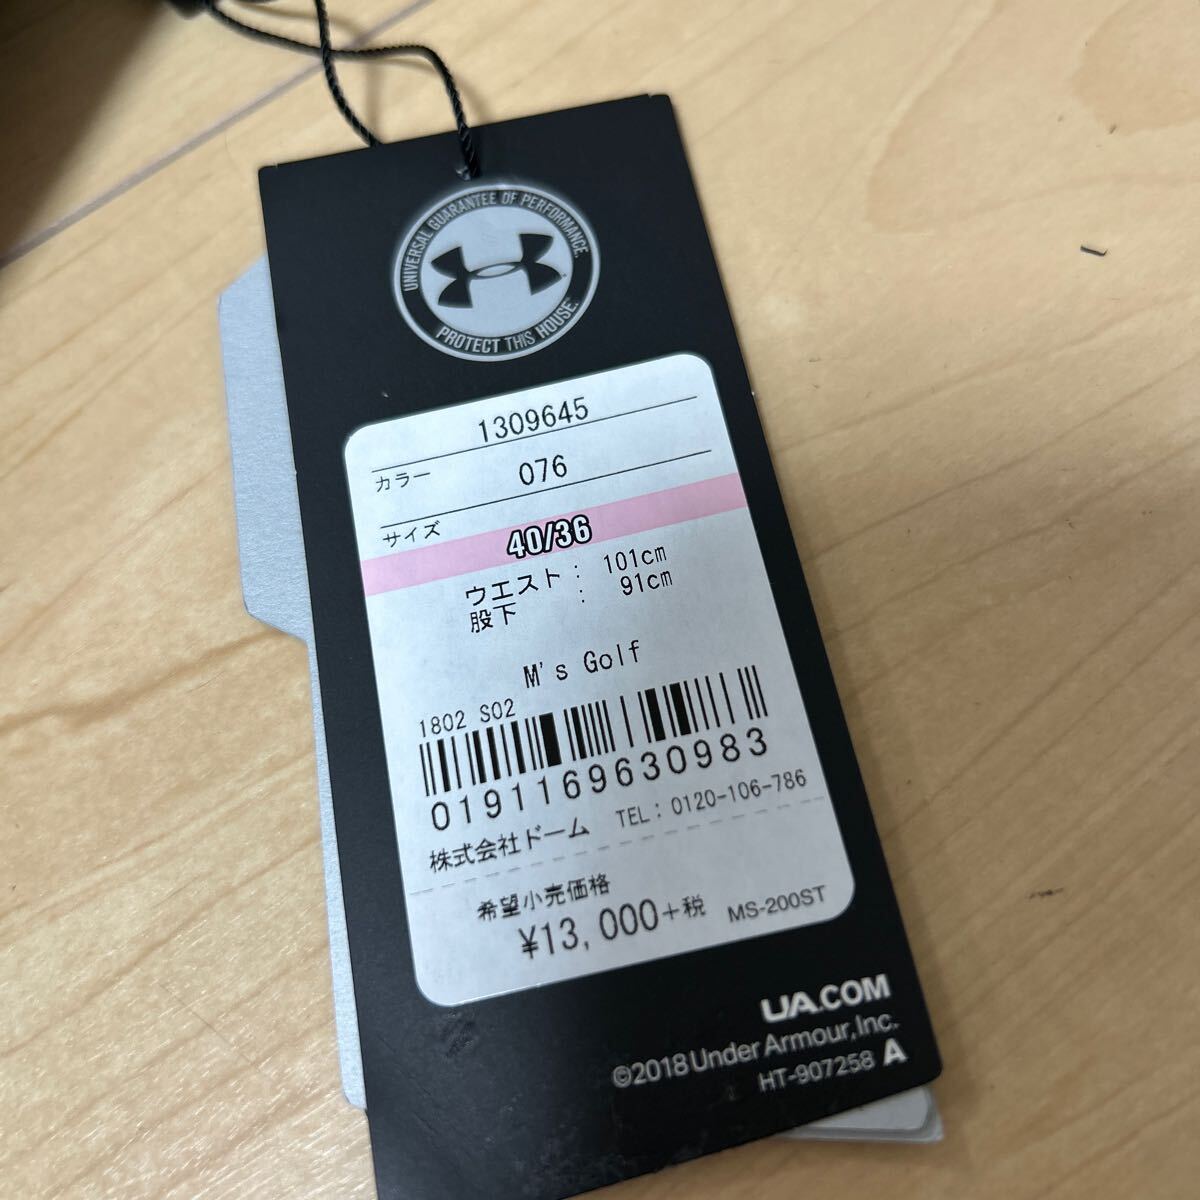 UNIVERSAL GUARANTEE OF PERFORMANCE.
PROTECT THIS HOUSE.
1309645
カラー 076
サイズ 40/36
ウエスト : 101cm
股下 : 91cm
M's Golf
1802 S02
0191169630983
株式会社ドーム TEL:0120-106-786
希望小売価格
¥13,000+税 MS-200ST
UA.COM
©2018 Under Armour, Inc.
HT-907258 A